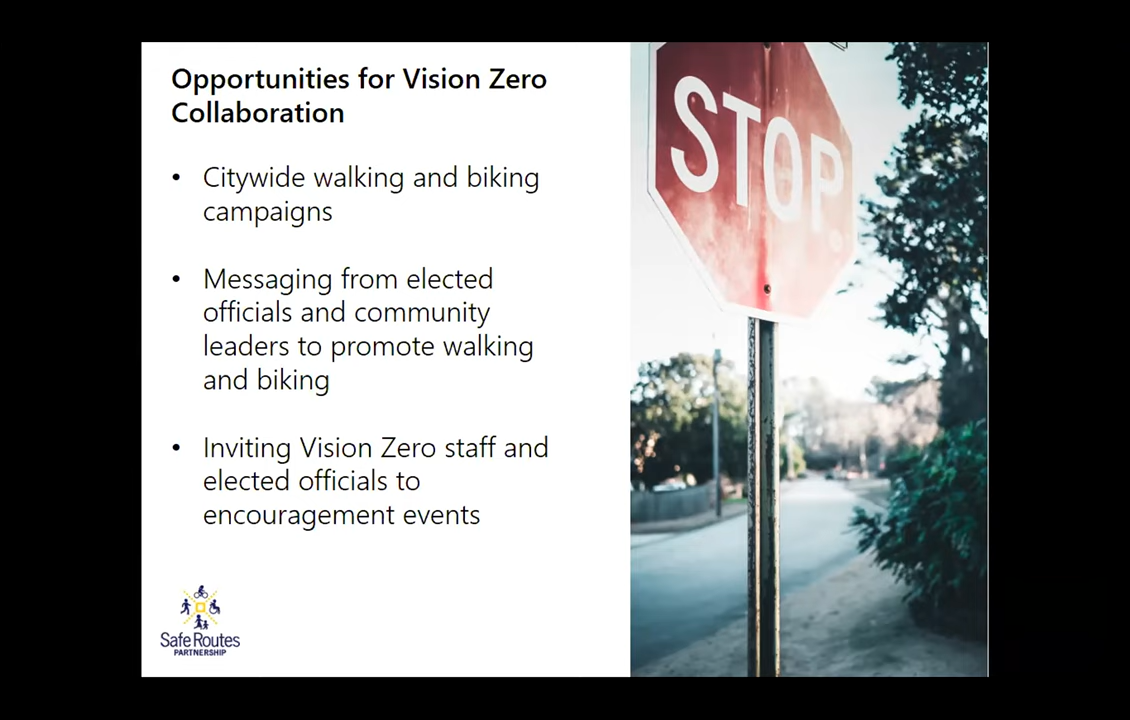 Opportunities for Vision Zero
Collaboration
• Citywide walking and biking
campaigns
• Messaging from elected
officials and community
leaders to promote walking
and biking
• Inviting Vision Zero staff and
elected officials to
encouragement events
Safe Routes
PARTNERSHIP
STOP